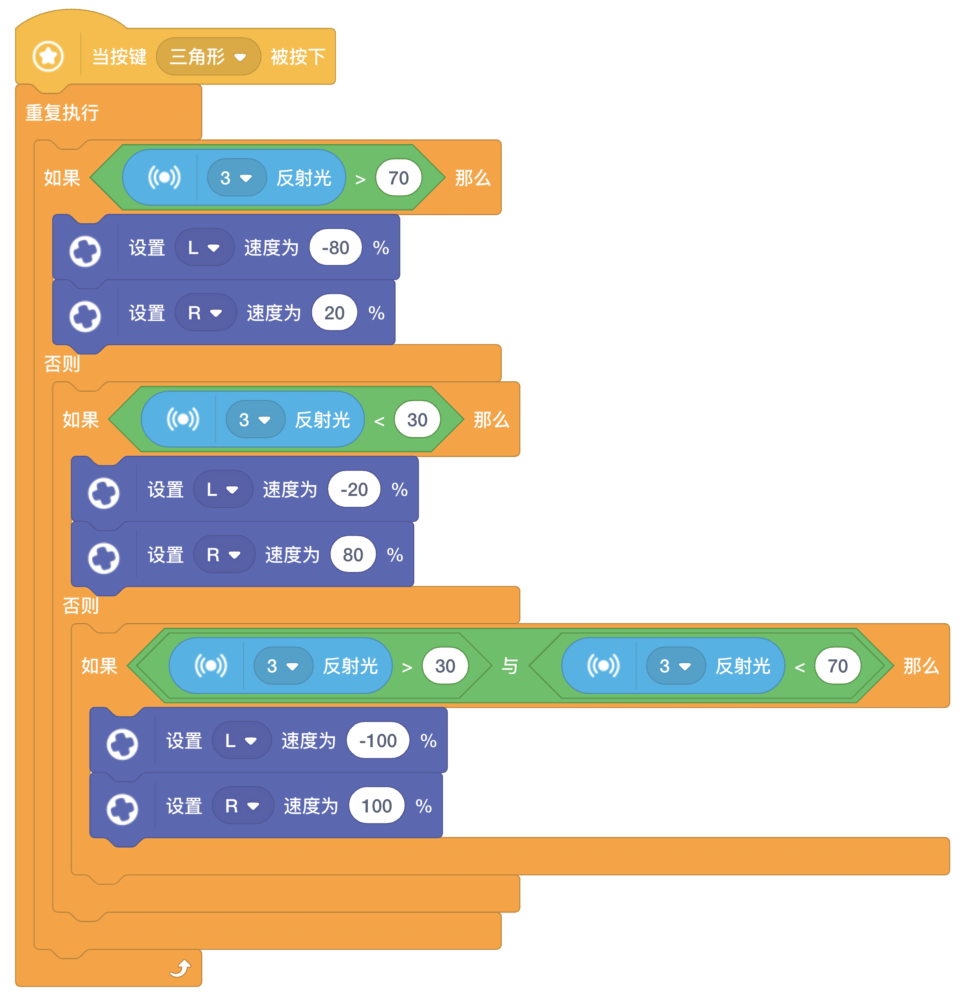 当按键 三角形 被按下
重复执行
如果 3 反射光 > 70 那么
设置 L 速度为 -80 %
设置 R 速度为 20 %
否则
如果 3 反射光 < 30 那么
设置 L 速度为 -20 %
设置 R 速度为 80 %
否则
如果 3 反射光 > 30 与 3 反射光 < 70 那么
设置 L 速度为 -100 %
设置 R 速度为 100 %